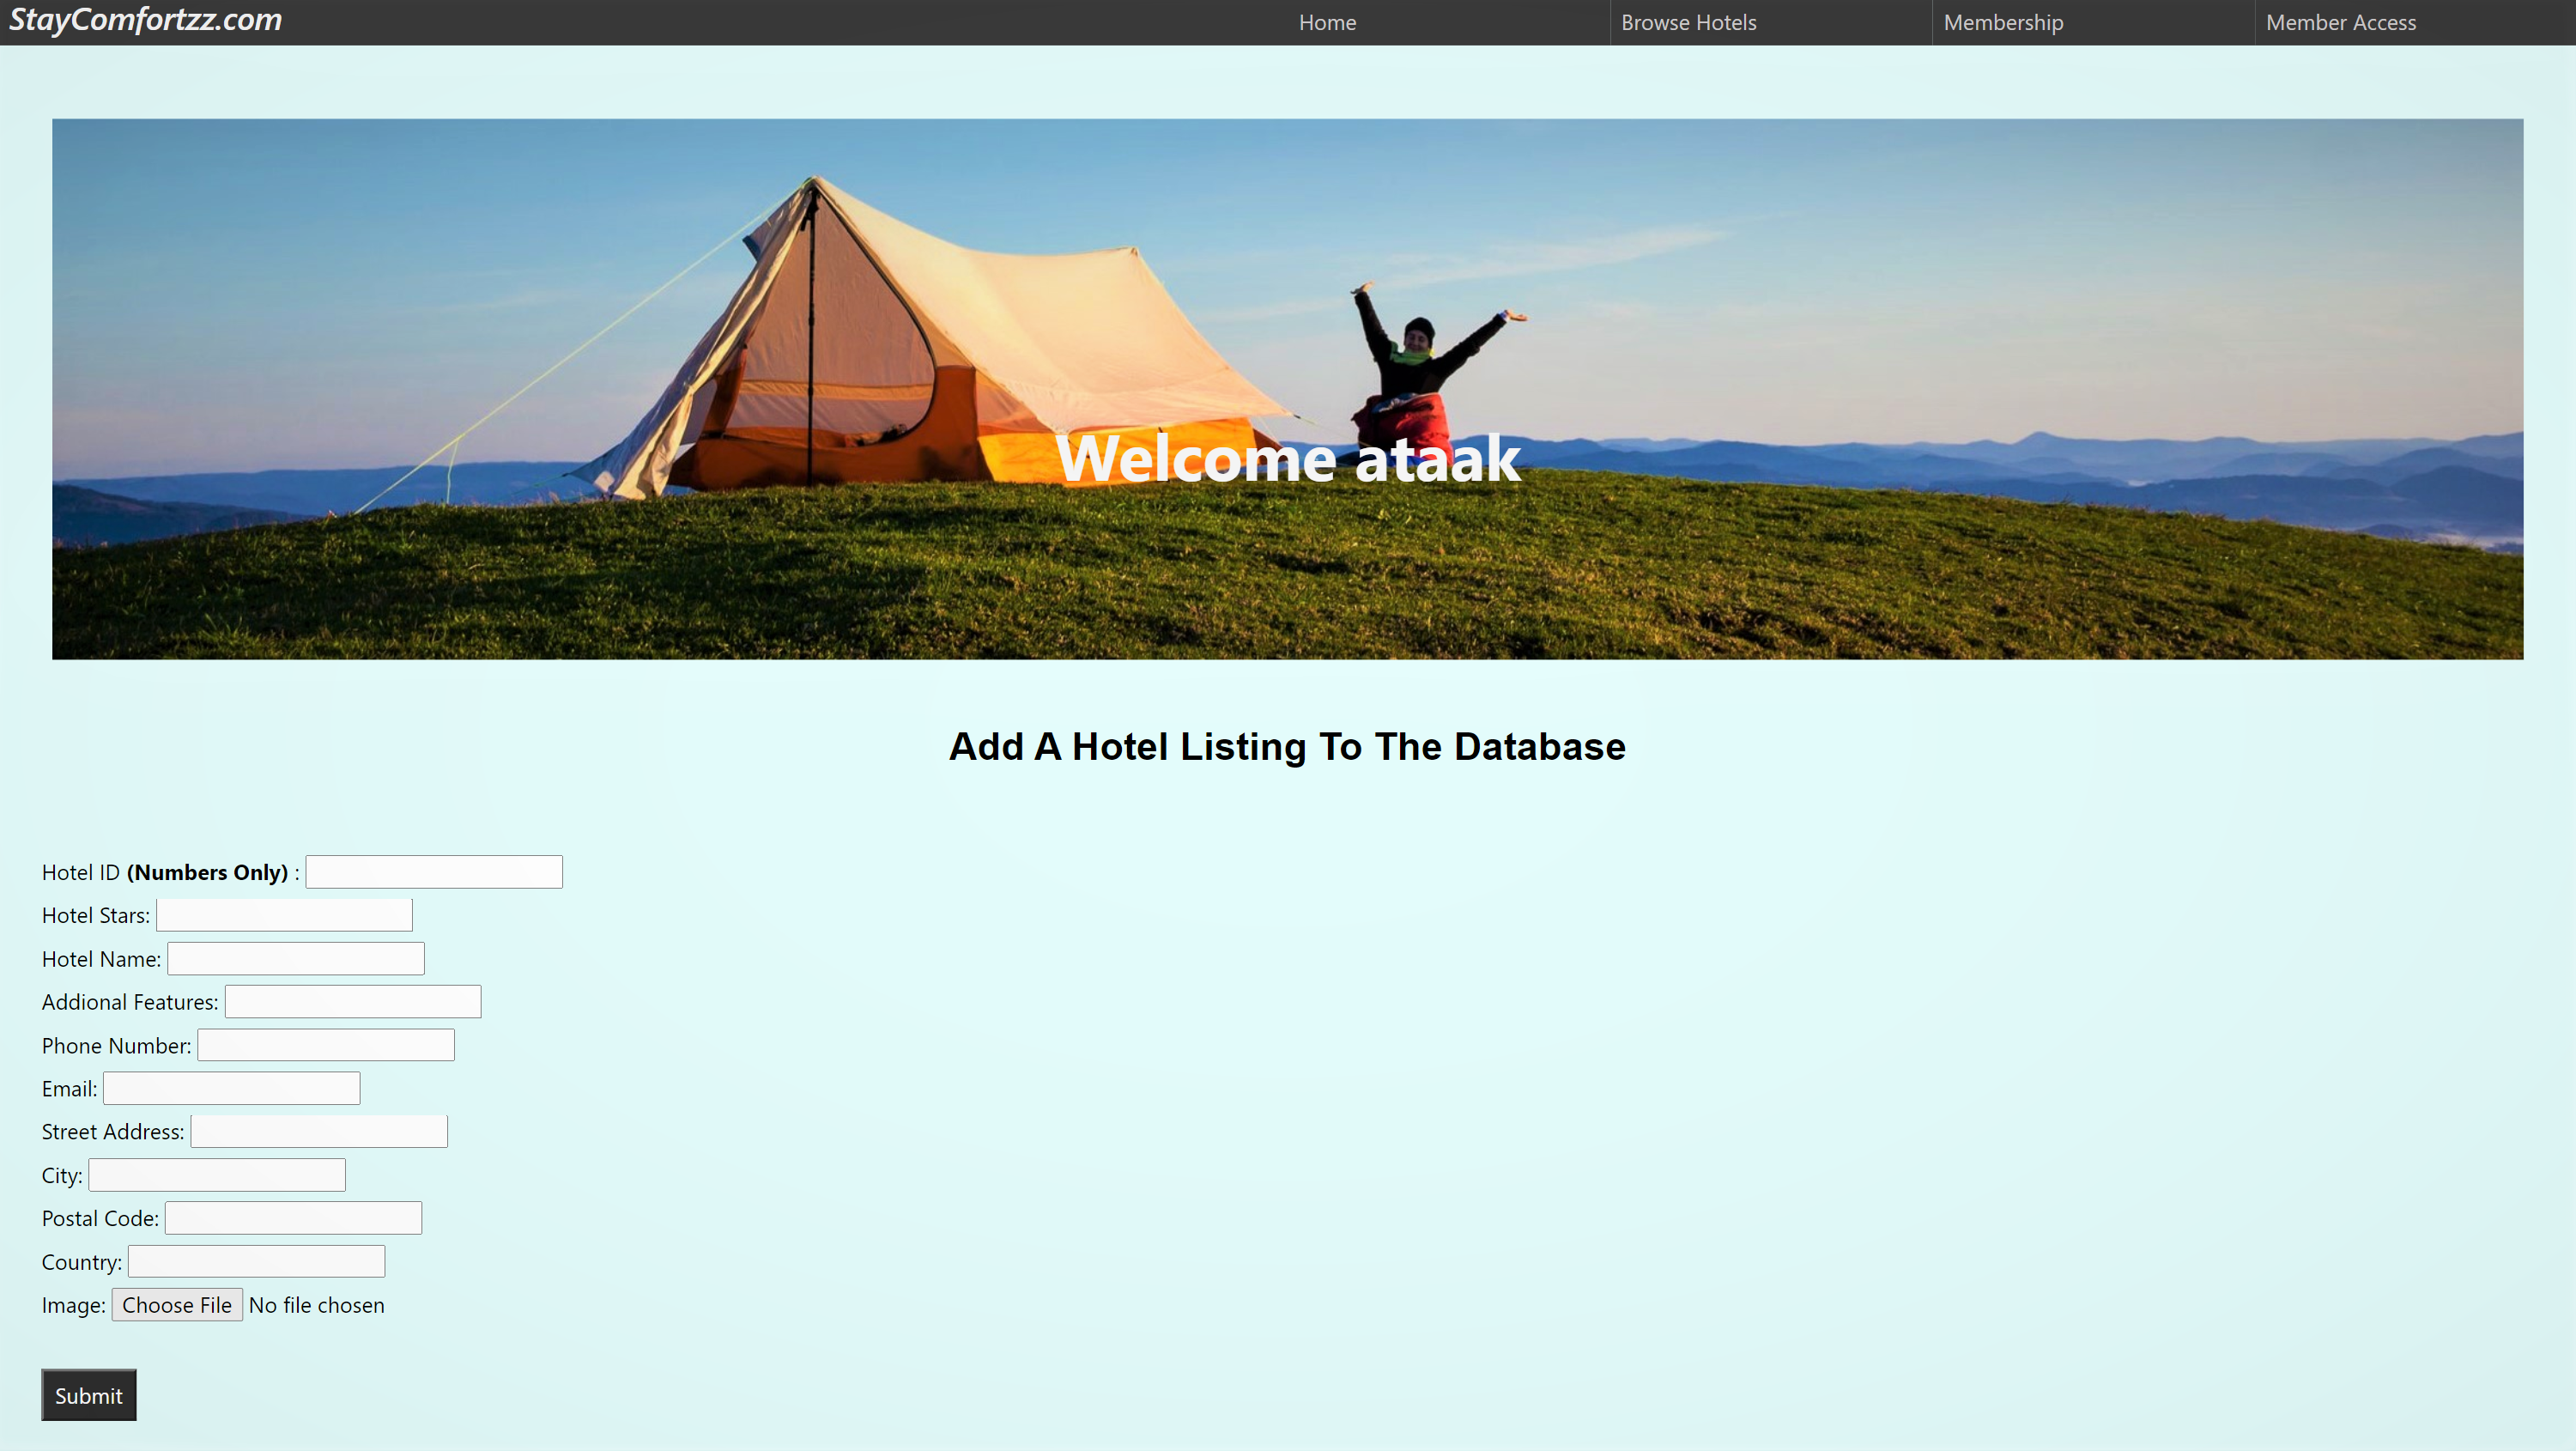 StayComfortzz.com Home Browse Hotels Membership Member Access
Welcome ataak
Add A Hotel Listing To The Database
Hotel ID (Numbers Only) :
Hotel Stars:
Hotel Name:
Addional Features:
Phone Number:
Email:
Street Address:
City:
Postal Code:
Country:
Image: Choose File No file chosen
Submit